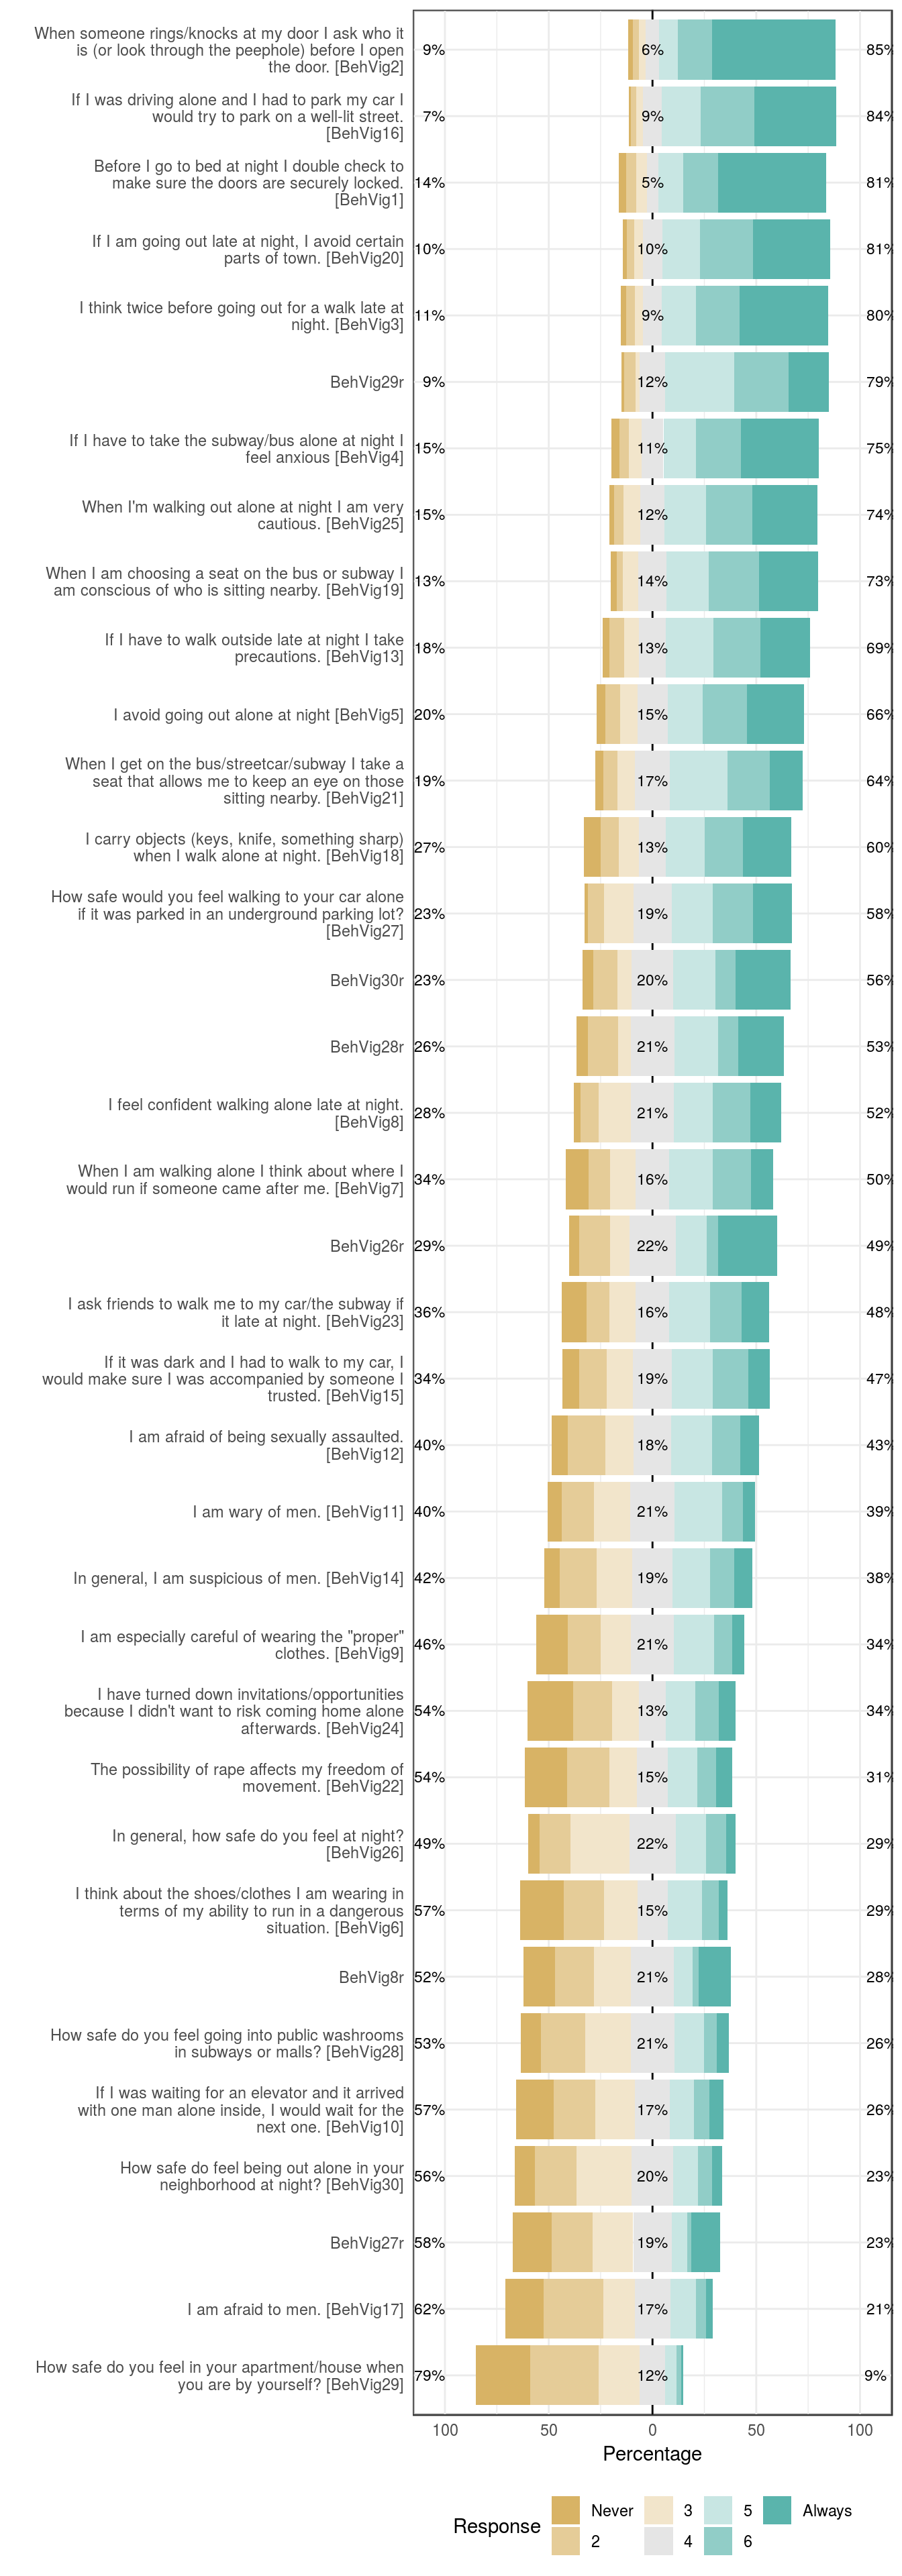 When someone rings/knocks at my door I ask who it
is (or look through the peephole) before I open
the door. [BehVig2]
9% 6% 85%
If I was driving alone and I had to park my car I
would try to park on a well-lit street.
[BehVig16]
7% 9% 84%
Before I go to bed at night I double check to
make sure the doors are securely locked.
[BehVig1]
14% 5% 81%
If I am going out late at night, I avoid certain
parts of town. [BehVig20]
10% 10% 81%
I think twice before going out for a walk late at
night. [BehVig3]
11% 9% 80%
BehVig29r
9% 12% 79%
If I have to take the subway/bus alone at night I
feel anxious [BehVig4]
15% 11% 75%
When I'm walking out alone at night I am very
cautious. [BehVig25]
15% 12% 74%
When I am choosing a seat on the bus or subway I
am conscious of who is sitting nearby. [BehVig19]
13% 14% 73%
If I have to walk outside late at night I take
precautions. [BehVig13]
18% 13% 69%
I avoid going out alone at night [BehVig5]
20% 15% 66%
When I get on the bus/streetcar/subway I take a
seat that allows me to keep an eye on those
sitting nearby. [BehVig21]
19% 17% 64%
I carry objects (keys, knife, something sharp)
when I walk alone at night. [BehVig18]
27% 13% 60%
How safe would you feel walking to your car alone
if it was parked in an underground parking lot?
[BehVig27]
23% 19% 58%
BehVig30r
23% 20% 56%
BehVig28r
26% 21% 53%
I feel confident walking alone late at night.
[BehVig8]
28% 21% 52%
When I am walking alone I think about where I
would run if someone came after me. [BehVig7]
34% 16% 50%
BehVig26r
29% 22% 49%
I ask friends to walk me to my car/the subway if
it late at night. [BehVig23]
36% 16% 48%
If it was dark and I had to walk to my car, I
would make sure I was accompanied by someone I
trusted. [BehVig15]
34% 19% 47%
I am afraid of being sexually assaulted.
[BehVig12]
40% 18% 43%
I am wary of men. [BehVig11]
40% 21% 39%
In general, I am suspicious of men. [BehVig14]
42% 19% 38%
I am especially careful of wearing the "proper"
clothes. [BehVig9]
46% 21% 34%
I have turned down invitations/opportunities
because I didn't want to risk coming home alone
afterwards. [BehVig24]
54% 13% 34%
The possibility of rape affects my freedom of
movement. [BehVig22]
54% 15% 31%
In general, how safe do you feel at night?
[BehVig26]
49% 22% 29%
I think about the shoes/clothes I am wearing in
terms of my ability to run in a dangerous
situation. [BehVig6]
57% 15% 29%
BehVig8r
52% 21% 28%
How safe do you feel going into public washrooms
in subways or malls? [BehVig28]
53% 21% 26%
If I was waiting for an elevator and it arrived
with one man alone inside, I would wait for the
next one. [BehVig10]
57% 17% 26%
How safe do feel being out alone in your
neighborhood at night? [BehVig30]
56% 20% 23%
BehVig27r
58% 19% 23%
I am afraid to men. [BehVig17]
62% 17% 21%
How safe do you feel in your apartment/house when
you are by yourself? [BehVig29]
79% 12% 9%
100 50 0 50 100
Percentage
Response
Never 3 5 Always
2 4 6